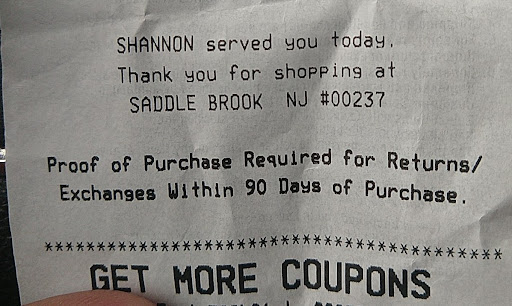 SHANNON served you today.
Thank you for shopping at
SADDLE BROOK NJ #00237
Proof of Purchase Required for Returns/
Exchanges Within 90 Days of Purchase.
******************************************
GET MORE COUPONS